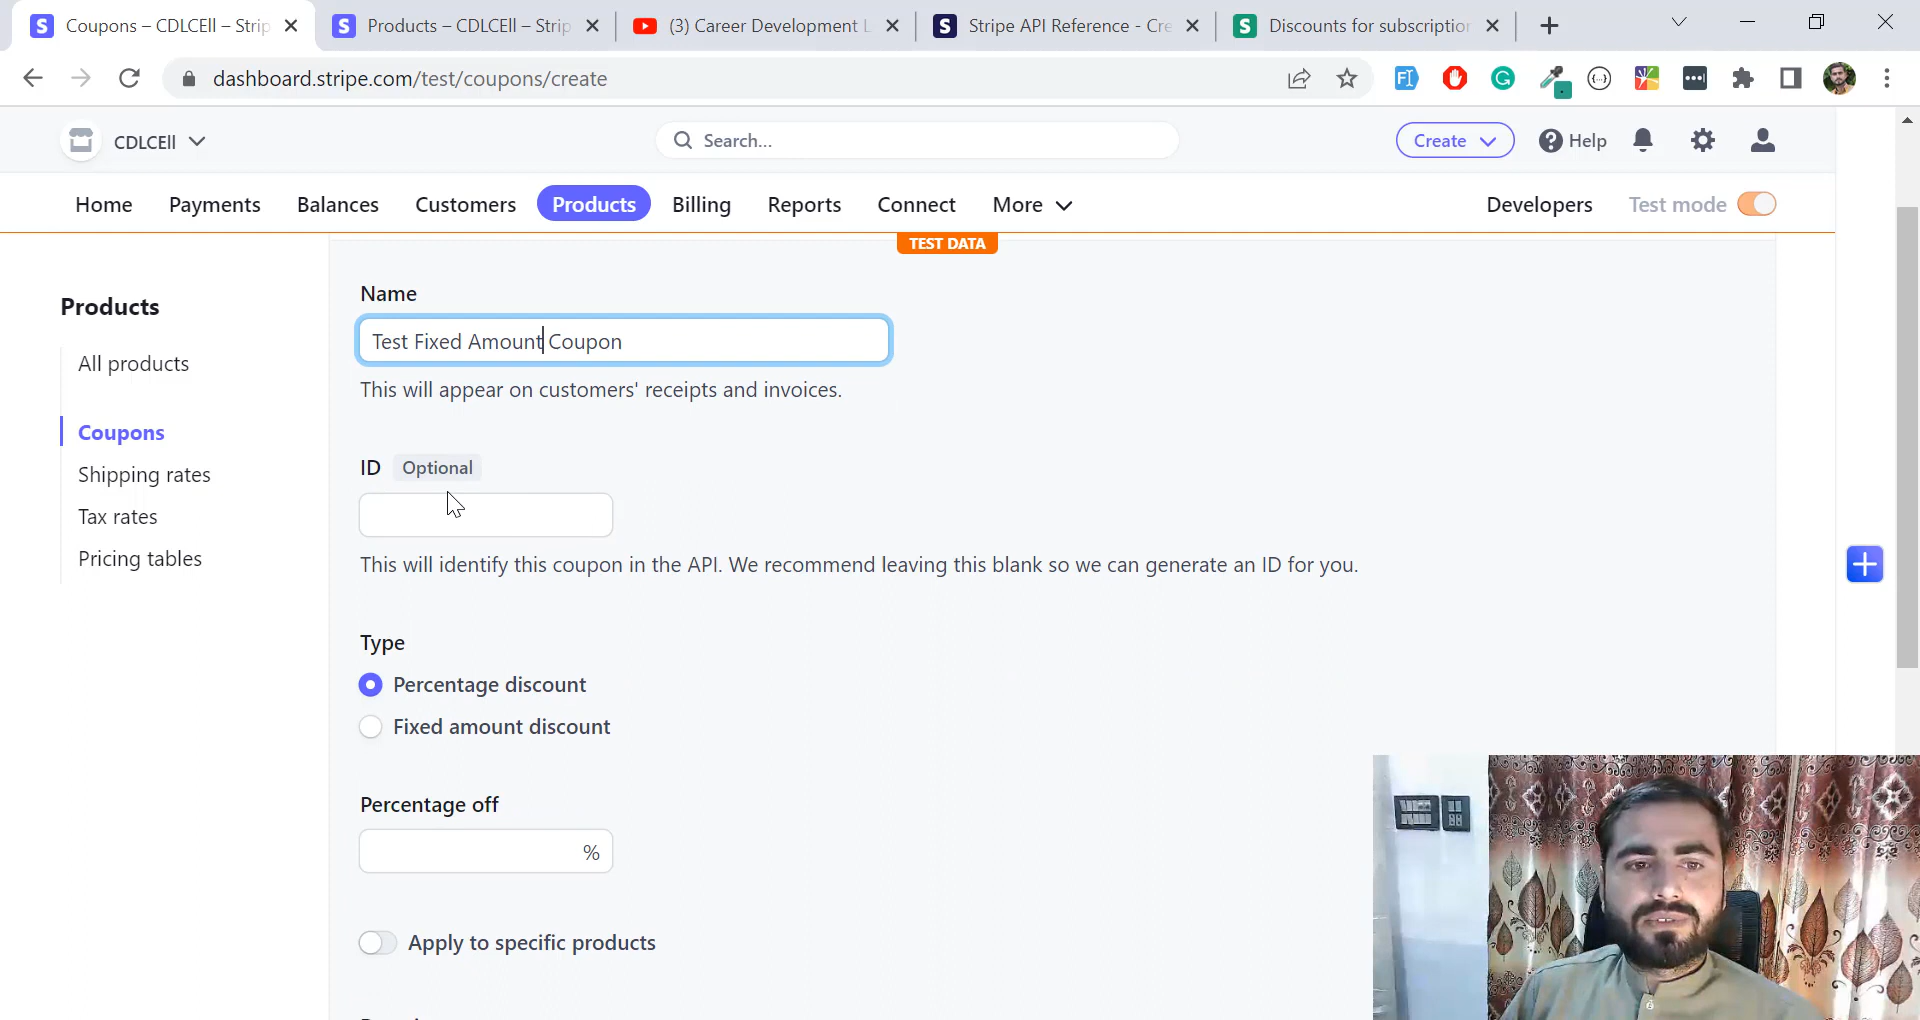 Coupons – CDLCEll – Strip
Products – CDLCEll – Strip
(3) Career Development L
Stripe API Reference - Cre
Discounts for subscription
dashboard.stripe.com/test/coupons/create
CDLCEll
Search...
Create
Help
Home
Payments
Balances
Customers
Products
Billing
Reports
Connect
More
Developers
Test mode
TEST DATA
Products
All products
Coupons
Shipping rates
Tax rates
Pricing tables
Name
Test Fixed Amount Coupon
This will appear on customers' receipts and invoices.
ID Optional
This will identify this coupon in the API. We recommend leaving this blank so we can generate an ID for you.
Type
Percentage discount
Fixed amount discount
Percentage off
%
Apply to specific products